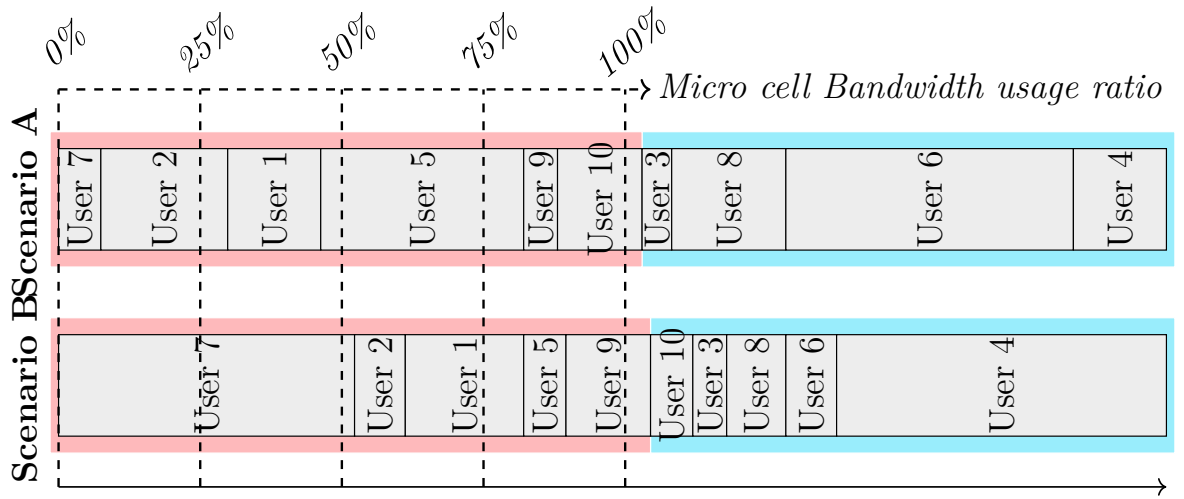 0%
25%
50%
75%
100%
Micro cell Bandwidth usage ratio
Scenario A
User 7
User 2
User 1
User 5
User 9
User 10
User 3
User 8
User 6
User 4
Scenario B
User 7
User 2
User 1
User 5
User 9
User 10
User 3
User 8
User 6
User 4